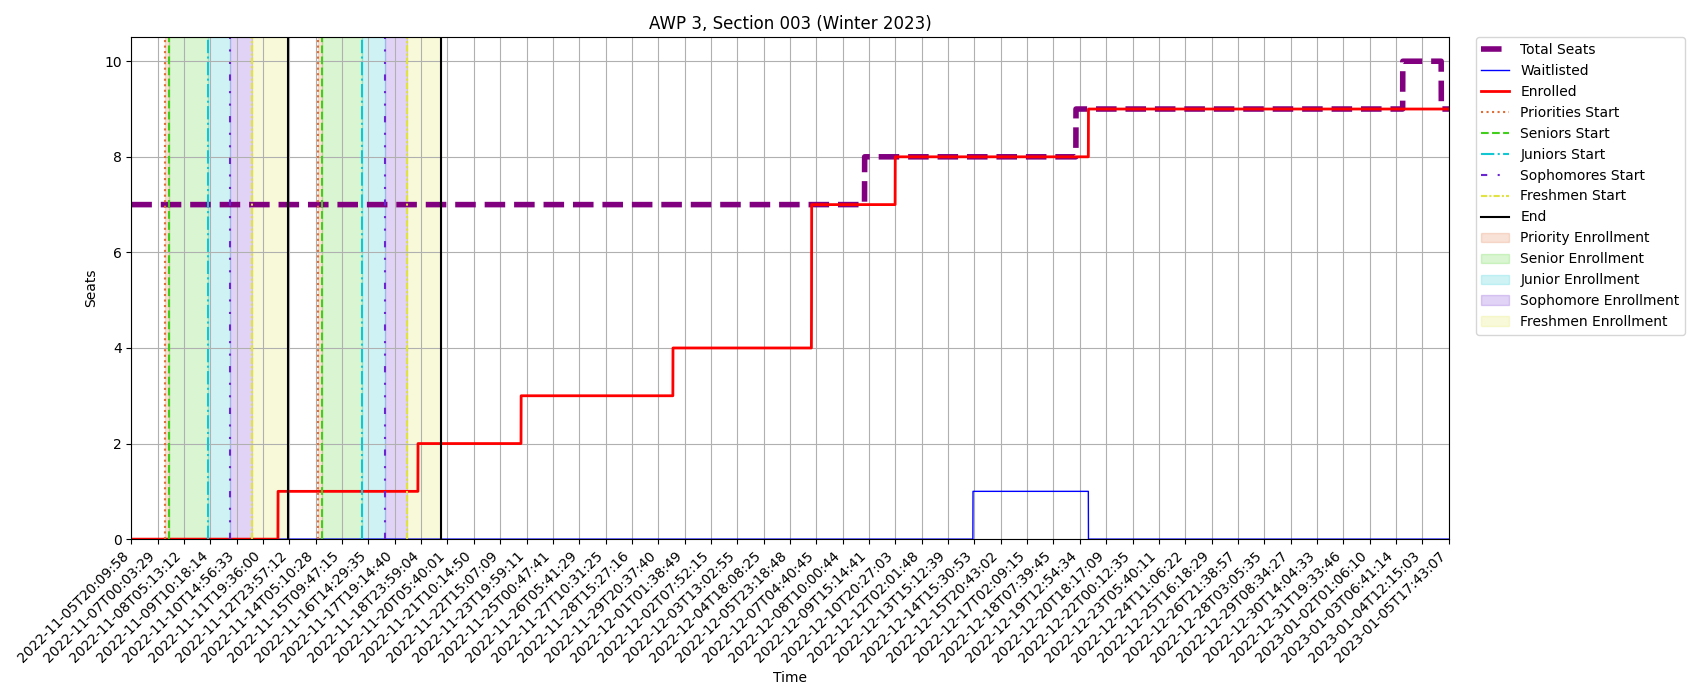 AWP 3, Section 003 (Winter 2023)
10
8
6
4
2
0
Seats
2022-11-05T20:09:58
2022-11-07T00:03:29
2022-11-08T05:13:12
2022-11-09T10:18:14
2022-11-10T14:56:33
2022-11-11T19:36:00
2022-11-12T23:57:12
2022-11-14T05:10:28
2022-11-15T09:47:15
2022-11-16T14:29:35
2022-11-17T19:14:40
2022-11-18T23:59:04
2022-11-20T05:40:01
2022-11-21T10:14:50
2022-11-22T15:07:09
2022-11-23T19:59:11
2022-11-25T00:47:41
2022-11-26T05:41:29
2022-11-27T10:31:25
2022-11-28T15:27:16
2022-11-29T20:37:40
2022-12-01T01:38:49
2022-12-02T07:52:15
2022-12-03T13:02:55
2022-12-04T18:08:25
2022-12-05T23:18:48
2022-12-07T04:40:45
2022-12-08T10:00:44
2022-12-09T15:14:41
2022-12-10T20:27:03
2022-12-12T02:01:48
2022-12-13T15:12:39
2022-12-14T15:30:53
2022-12-15T20:43:02
2022-12-17T02:09:15
2022-12-18T07:39:45
2022-12-19T12:54:34
2022-12-20T18:17:09
2022-12-22T00:12:35
2022-12-23T05:40:11
2022-12-24T11:06:22
2022-12-25T16:18:29
2022-12-26T21:38:57
2022-12-28T03:05:35
2022-12-29T08:34:27
2022-12-30T14:04:33
2022-12-31T19:33:46
2023-01-02T01:06:10
2023-01-03T06:41:14
2023-01-04T12:15:03
2023-01-05T17:43:07
Time
Total Seats
Waitlisted
Enrolled
Priorities Start
Seniors Start
Juniors Start
Sophomores Start
Freshmen Start
End
Priority Enrollment
Senior Enrollment
Junior Enrollment
Sophomore Enrollment
Freshmen Enrollment